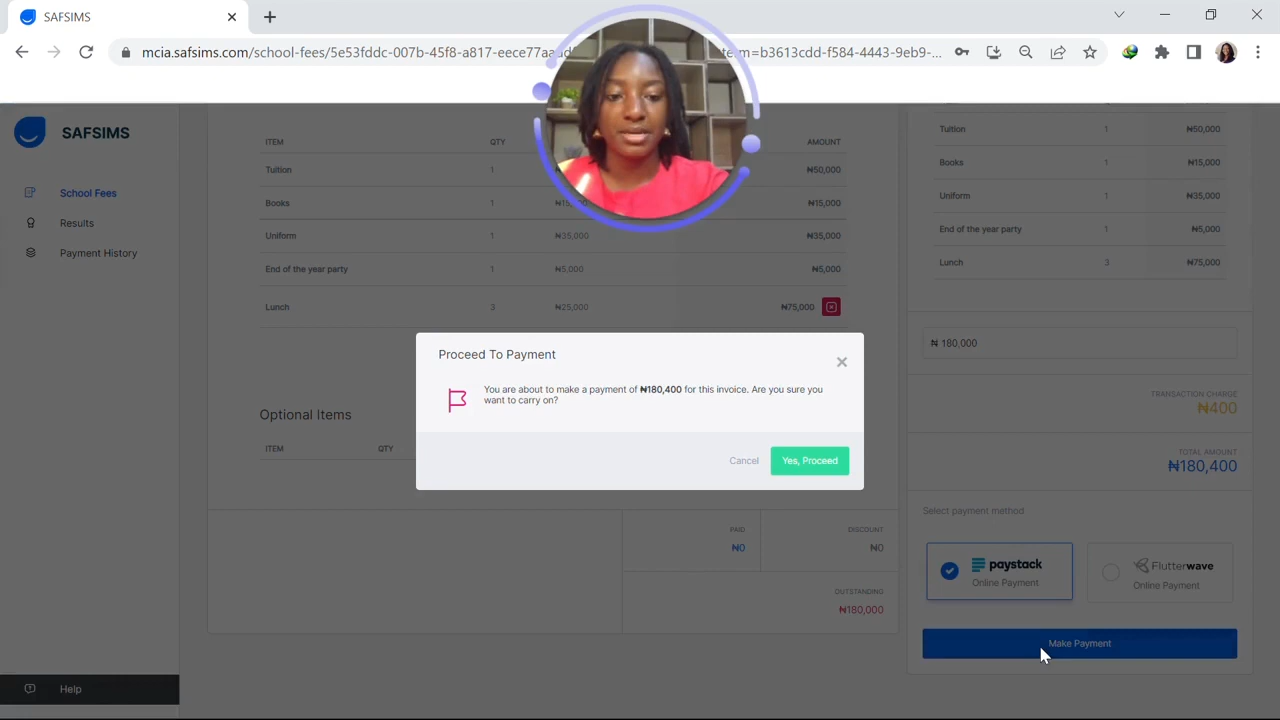 SAFSIMS
mcia.safsims.com/school-fees/5e53fddc-007b-45f8-a817-eece77aa
term=b3613cdd-f584-4443-9eb9-...
SAFSIMS
School Fees
Results
Payment History
Help
ITEM QTY AMOUNT
Tuition 1 ₦50,000
Books 1 ₦15,000
Uniform 1 ₦35,000 ₦35,000
End of the year party 1 ₦5,000 ₦5,000
Lunch 3 ₦25,000 ₦75,000
Optional Items
ITEM QTY
PAID
₦0
DISCOUNT
₦0
OUTSTANDING
₦180,000
Proceed To Payment
You are about to make a payment of ₦180,400 for this invoice. Are you sure you
want to carry on?
Cancel
Yes, Proceed
Tuition 1 ₦50,000
Books 1 ₦15,000
Uniform 1 ₦35,000
End of the year party 1 ₦5,000
Lunch 3 ₦75,000
₦ 180,000
TRANSACTION CHARGE
₦400
TOTAL AMOUNT
₦180,400
Select payment method
paystack
Online Payment
Flutterwave
Online Payment
Make Payment